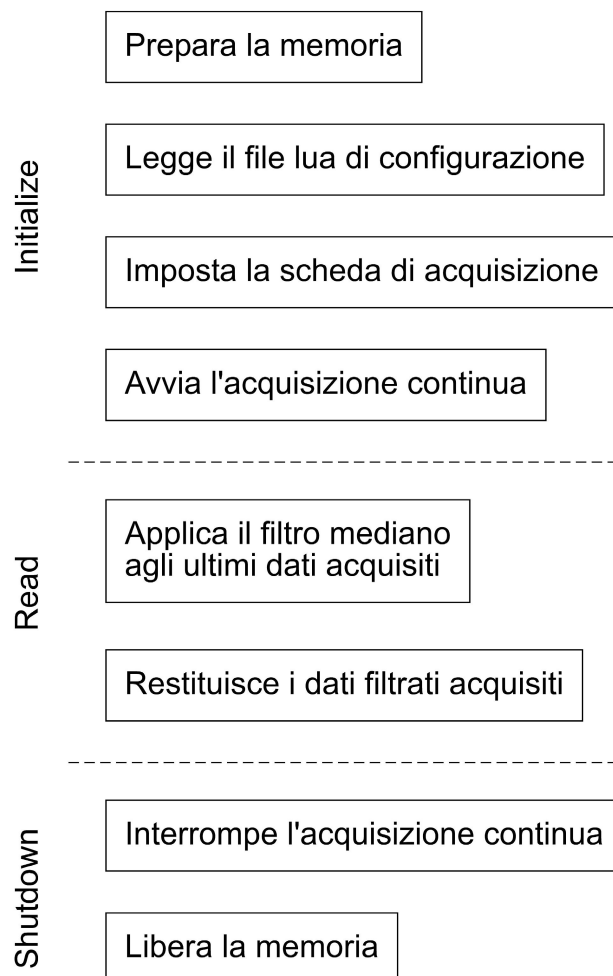 Initialize
Prepara la memoria
Legge il file lua di configurazione
Imposta la scheda di acquisizione
Avvia l'acquisizione continua
Read
Applica il filtro mediano
agli ultimi dati acquisiti
Restituisce i dati filtrati acquisiti
Shutdown
Interrompe l'acquisizione continua
Libera la memoria